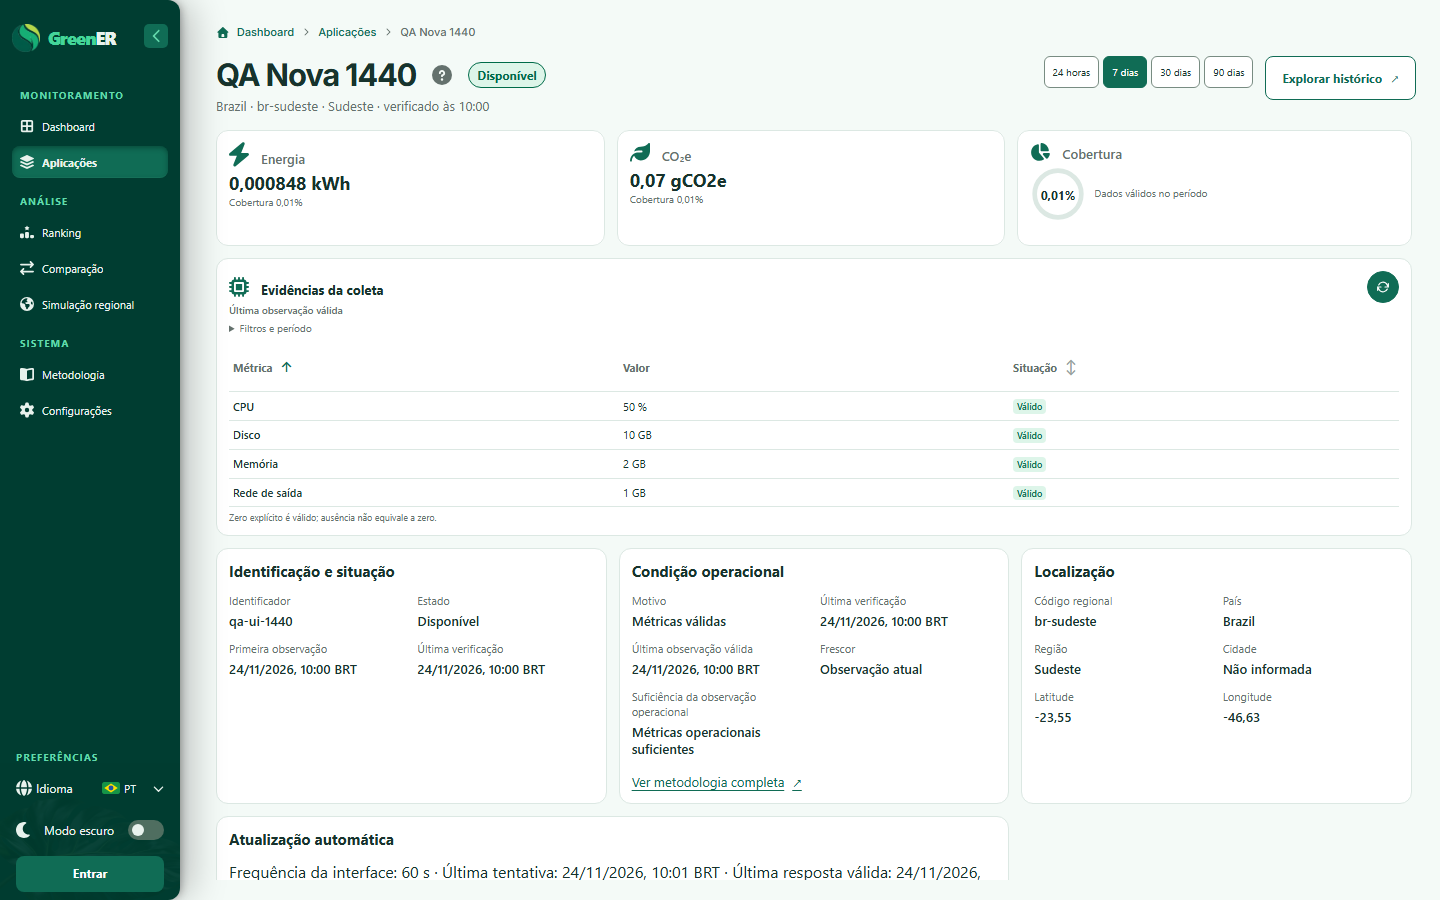 GreenER
MONITORAMENTO
Dashboard
Aplicações
ANÁLISE
Ranking
Comparação
Simulação regional
SISTEMA
Metodologia
Configurações
PREFERÊNCIAS
Idioma PT
Modo escuro
Entrar
Dashboard > Aplicações > QA Nova 1440
QA Nova 1440 ? Disponível
Brazil · br-sudeste · Sudeste · verificado às 10:00
24 horas 7 dias 30 dias 90 dias Explorar histórico ↗
Energia
0,000848 kWh
Cobertura 0,01%
CO₂e
0,07 gCO2e
Cobertura 0,01%
Cobertura
0,01% Dados válidos no período
Evidências da coleta
Última observação válida
Filtros e período
Métrica ↑ Valor Situação ↕
CPU 50 % Válido
Disco 10 GB Válido
Memória 2 GB Válido
Rede de saída 1 GB Válido
Zero explícito é válido; ausência não equivale a zero.
Identificação e situação
Identificador Estado
qa-ui-1440 Disponível
Primeira observação Última verificação
24/11/2026, 10:00 BRT 24/11/2026, 10:00 BRT
Condição operacional
Motivo Última verificação
Métricas válidas 24/11/2026, 10:00 BRT
Última observação válida Frescor
24/11/2026, 10:00 BRT Observação atual
Suficiência da observação
operacional
Métricas operacionais
suficientes
Ver metodologia completa ↗
Localização
Código regional País
br-sudeste Brazil
Região Cidade
Sudeste Não informada
Latitude Longitude
-23,55 -46,63
Atualização automática
Frequência da interface: 60 s · Última tentativa: 24/11/2026, 10:01 BRT · Última resposta válida: 24/11/2026,